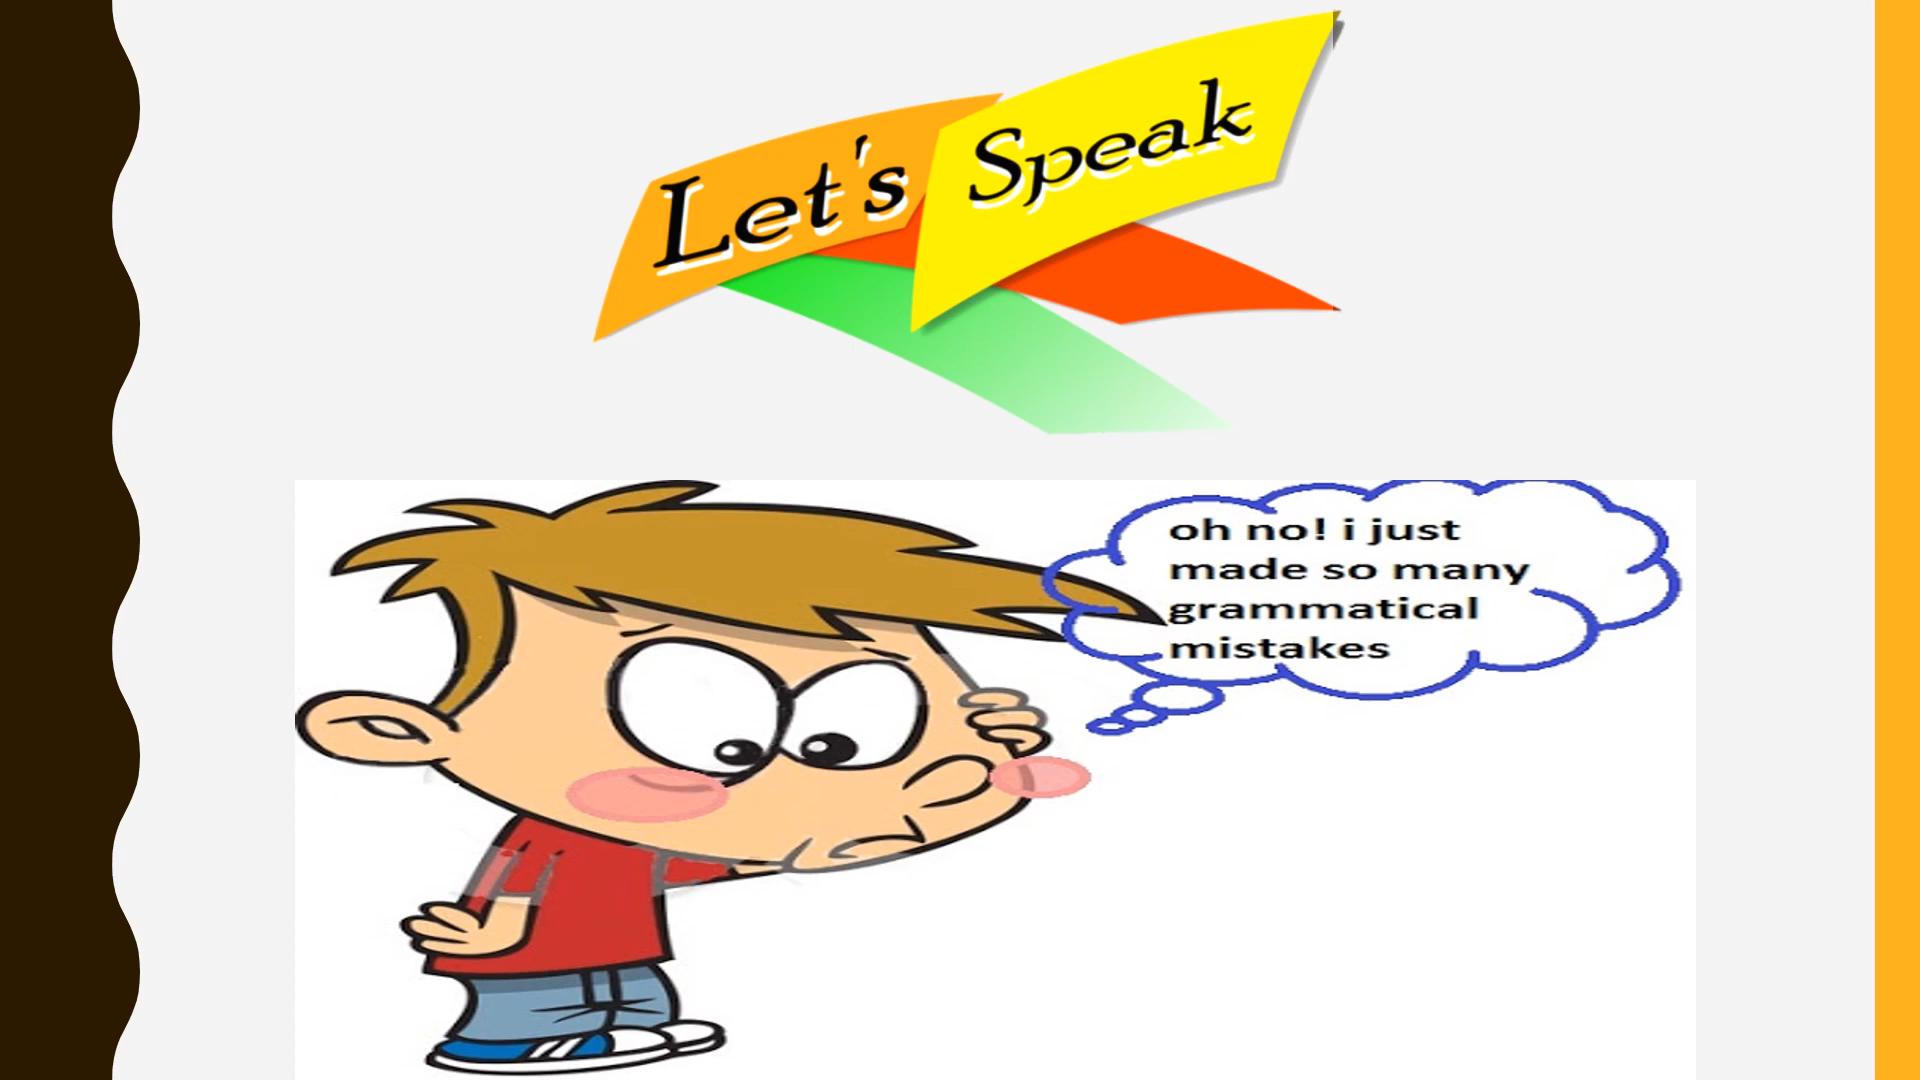 Let's Speak
oh no! i just
made so many
grammatical
mistakes